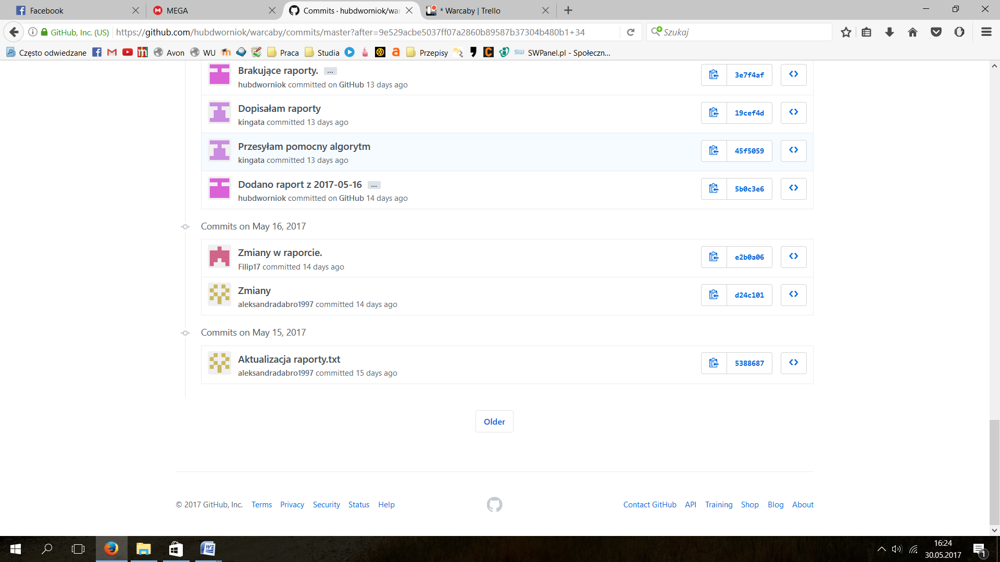 Facebook
MEGA
Commits · hubdworniok/war
* Warcaby | Trello
GitHub, Inc. (US)
https://github.com/hubdworniok/warcaby/commits/master?after=9e529acbe5037ff07a2860b89587b37304b480b1+34
Szukaj
Często odwiedzane
Avon
WU
Praca
Studia
Przepisy
SWPanel.pl - Społeczn...
Brakujące raporty. ...
hubdworniok committed on GitHub 13 days ago
3e7f4af
Dopisałam raporty
kingata committed 13 days ago
19cef4d
Przesyłam pomocny algorytm
kingata committed 13 days ago
45f5059
Dodano raport z 2017-05-16 ...
hubdworniok committed on GitHub 14 days ago
5b0c3e6
Commits on May 16, 2017
Zmiany w raporcie.
Filip17 committed 14 days ago
e2b0a06
Zmiany
aleksandradabro1997 committed 14 days ago
d24c101
Commits on May 15, 2017
Aktualizacja raporty.txt
aleksandradabro1997 committed 15 days ago
5388687
Older
© 2017 GitHub, Inc. Terms Privacy Security Status Help
Contact GitHub API Training Shop Blog About
16:24
30.05.2017
1